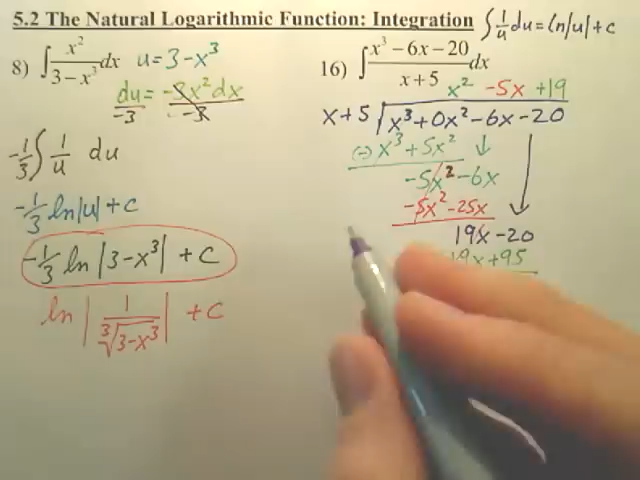 5.2 The Natural Logarithmic Function: Integration ∫ 1/u du = ln|u| + c
8) ∫ x²/(3-x³) dx u = 3-x³
du = -3x²dx
-3 -3
-1/3 ∫ 1/u du
-1/3 ln|u| + c
-1/3 ln|3-x³| + c
ln |1/∛(3-x³)| + c
16) ∫ (x³-6x-20)/(x+5) dx
x² -5x +19
x+5 ) x³+0x²-6x-20
(-) x³+5x² ↓
-5x²-6x
-5x²-25x
19x-20
19x+95